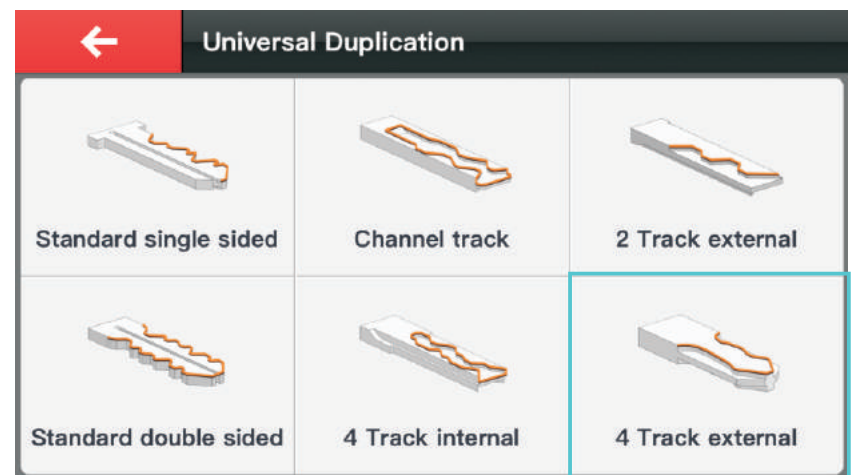 Universal Duplication
Standard single sided
Channel track
2 Track external
Standard double sided
4 Track internal
4 Track external